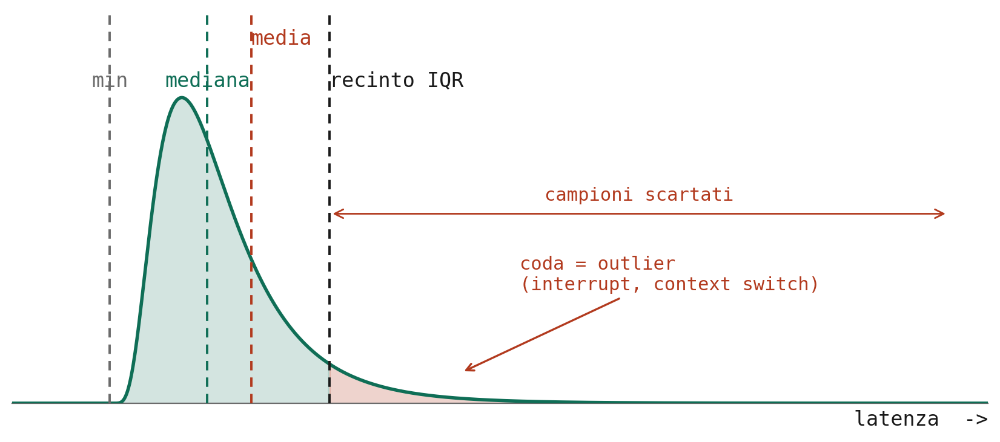 media
min
mediana
recinto IQR
campioni scartati
coda = outlier
(interrupt, context switch)
latenza  ->